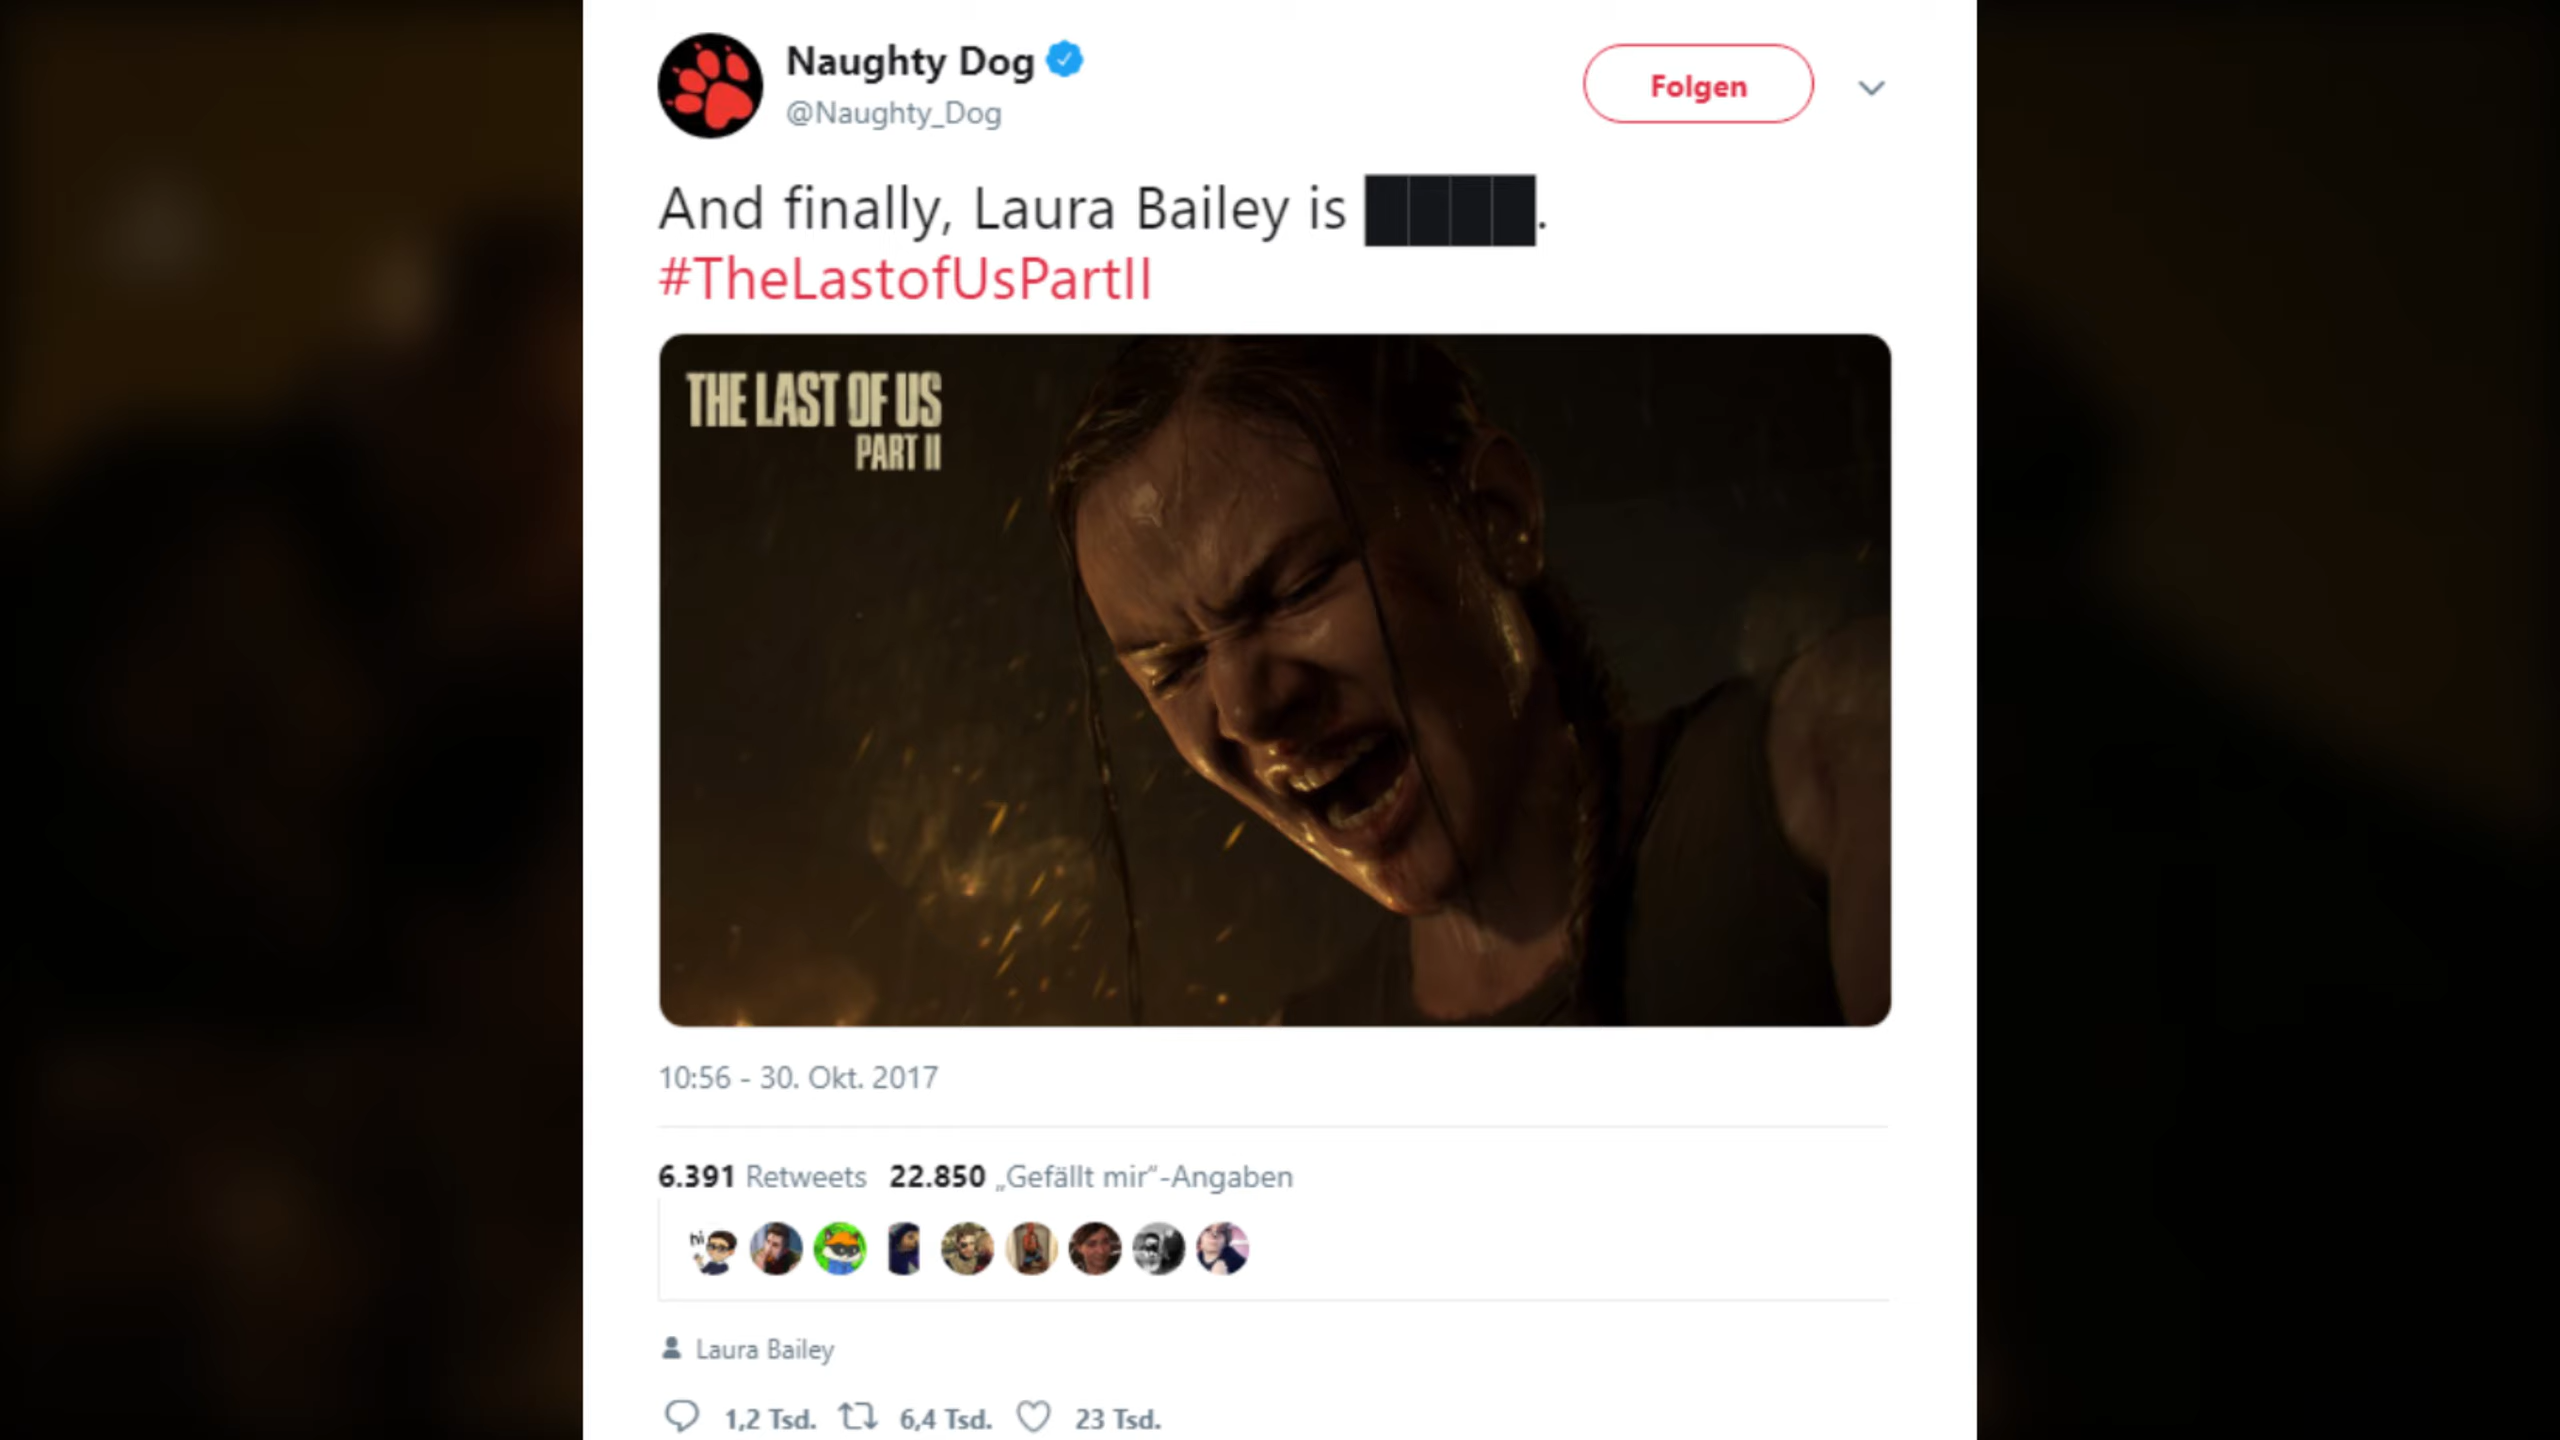 Naughty Dog
@Naughty_Dog
Folgen
And finally, Laura Bailey is ████.
#TheLastofUsPartII
THE LAST OF US
PART II
10:56 - 30. Okt. 2017
6.391 Retweets 22.850 „Gefällt mir“-Angaben
hi
Laura Bailey
1,2 Tsd. 6,4 Tsd. 23 Tsd.